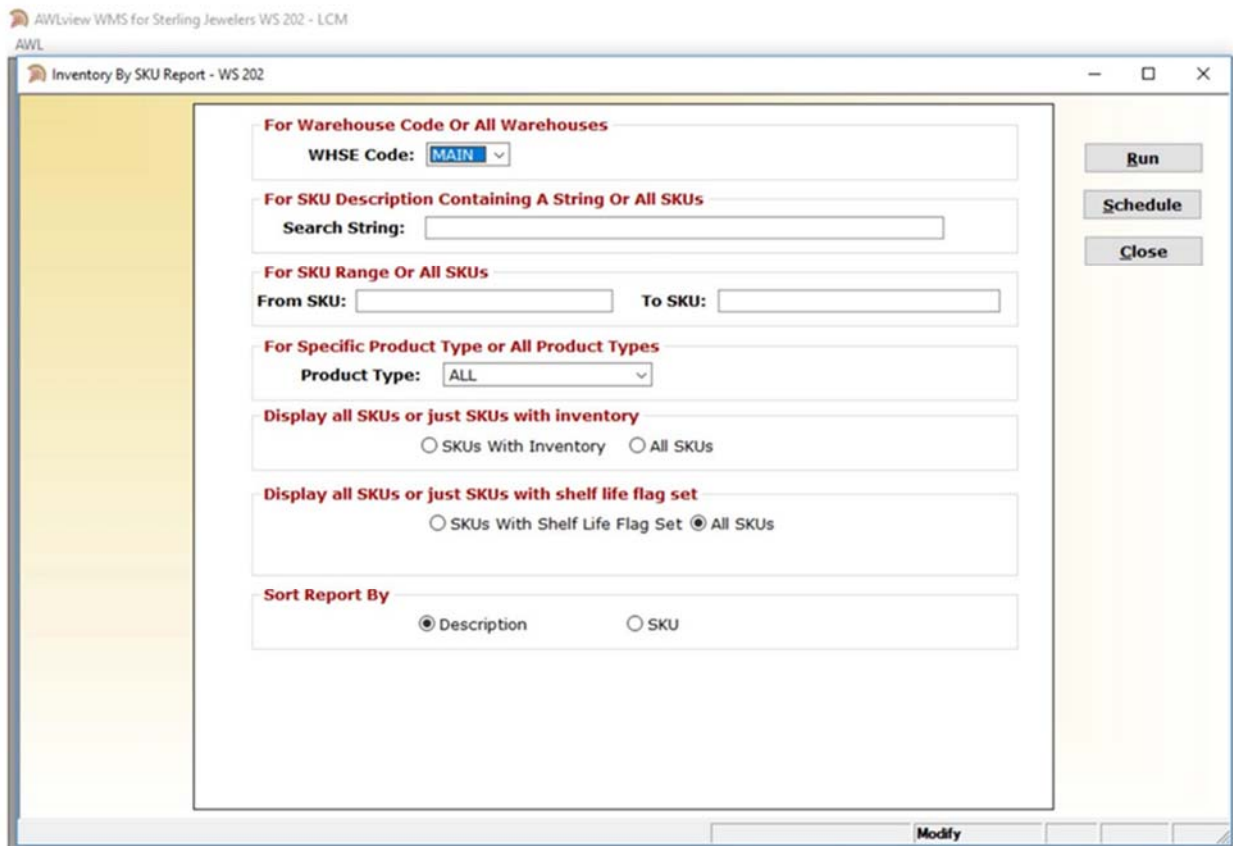 AWLview WMS for Sterling Jewelers WS 202 - LCM
AWL
Inventory By SKU Report - WS 202
For Warehouse Code Or All Warehouses
WHSE Code: MAIN
Run
For SKU Description Containing A String Or All SKUs
Schedule
Search String:
Close
For SKU Range Or All SKUs
From SKU: To SKU:
For Specific Product Type or All Product Types
Product Type: ALL
Display all SKUs or just SKUs with inventory
SKUs With Inventory All SKUs
Display all SKUs or just SKUs with shelf life flag set
SKUs With Shelf Life Flag Set All SKUs
Sort Report By
Description SKU
Modify